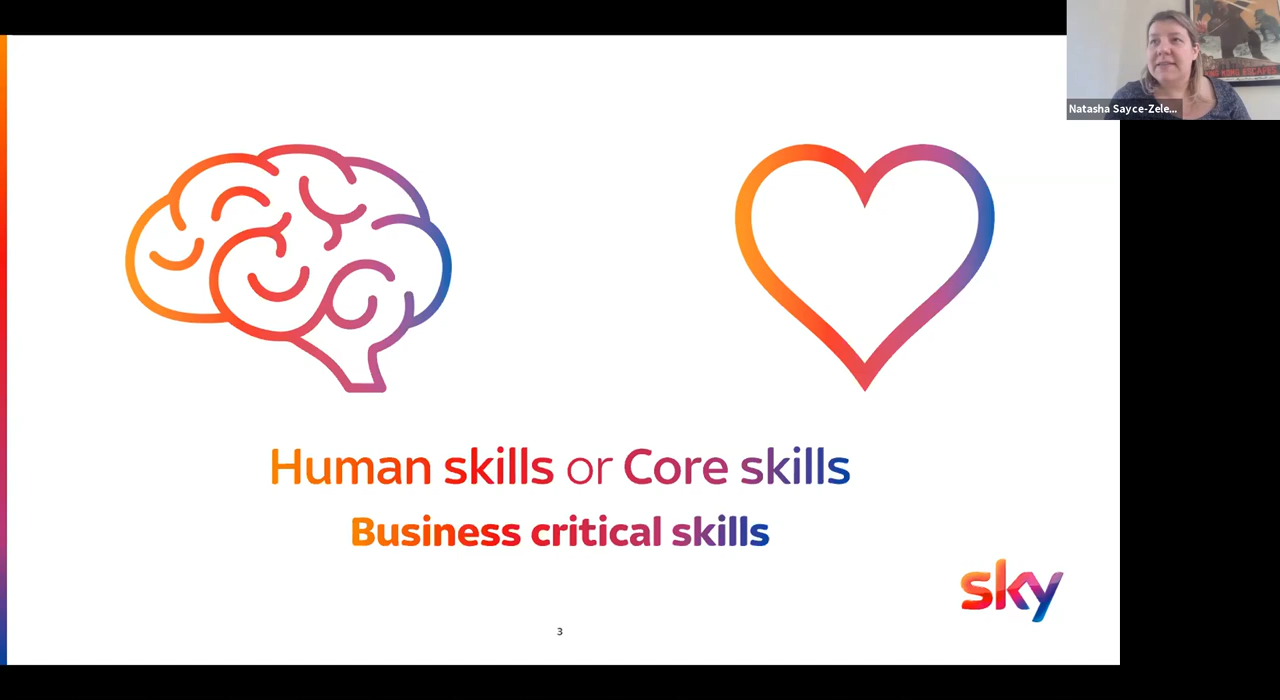 Natasha Sayce-Zele...
Human skills or Core skills
Business critical skills
sky
3